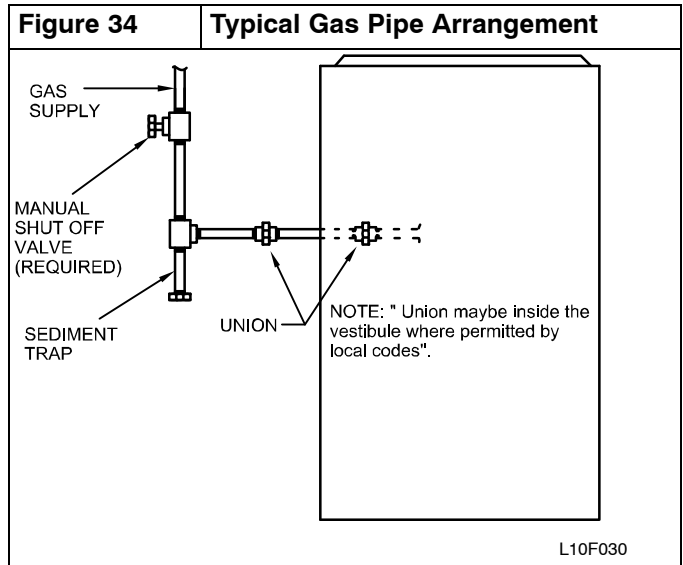 Figure 34
Typical Gas Pipe Arrangement
GAS
SUPPLY
MANUAL
SHUT OFF
VALVE
(REQUIRED)
SEDIMENT
TRAP
UNION
NOTE: " Union maybe inside the
vestibule where permitted by
local codes".
L10F030